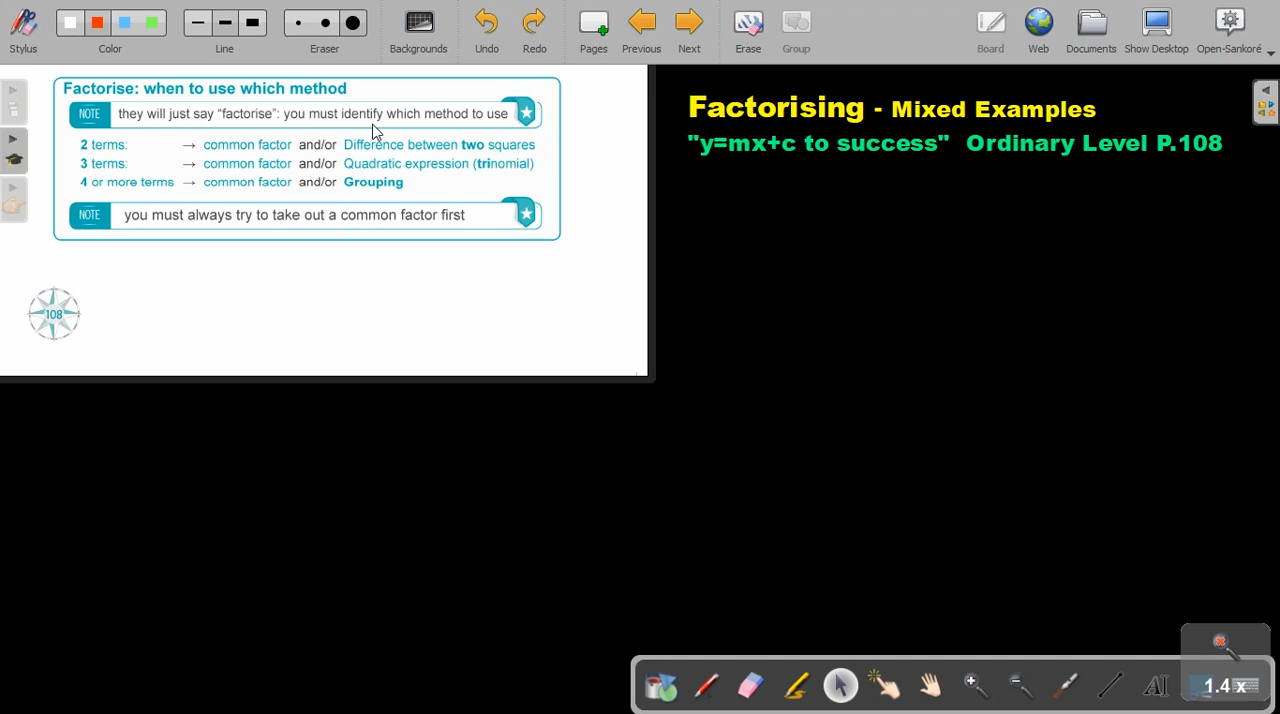 Stylus Color Line Eraser Backgrounds Undo Redo Pages Previous Next Erase Group Board Web Documents Show Desktop Open-Sankoré
Factorise: when to use which method
NOTE they will just say "factorise": you must identify which method to use
2 terms: → common factor and/or Difference between two squares
3 terms: → common factor and/or Quadratic expression (trinomial)
4 or more terms → common factor and/or Grouping
NOTE you must always try to take out a common factor first
108
Factorising - Mixed Examples
"y=mx+c to success" Ordinary Level P.108
AI
1.4 x